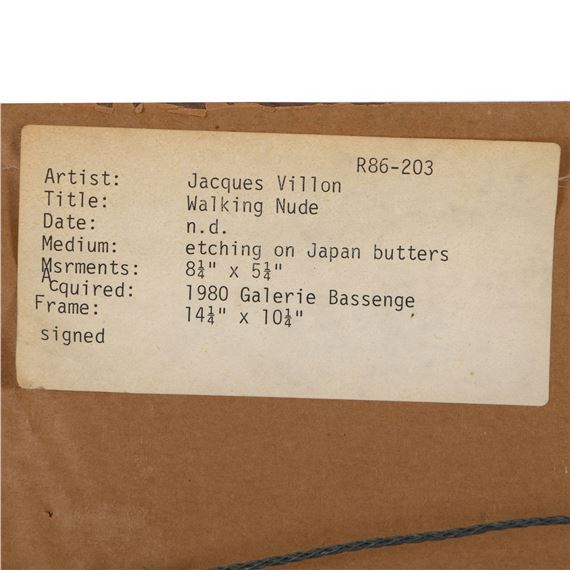 R86-203
Artist: Jacques Villon
Title: Walking Nude
Date: n.d.
Medium: etching on Japan butters
Msrments: 8¼" x 5¼"
Acquired: 1980 Galerie Bassenge
Frame: 14¼" x 10¼"
signed